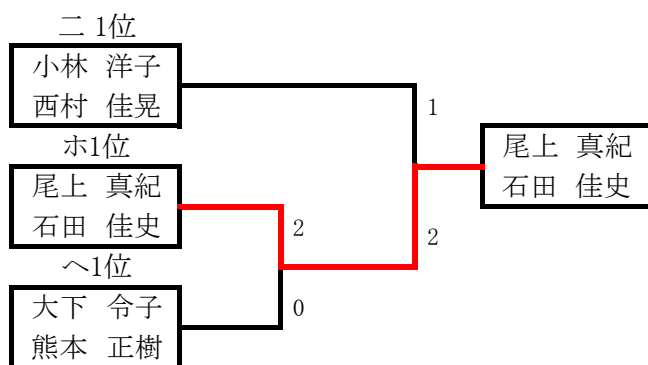 二 1位
小林 洋子
西村 佳晃
1
ホ1位
尾上 真紀
石田 佳史
尾上 真紀
石田 佳史
2
2
ヘ1位
大下 令子
熊本 正樹
0